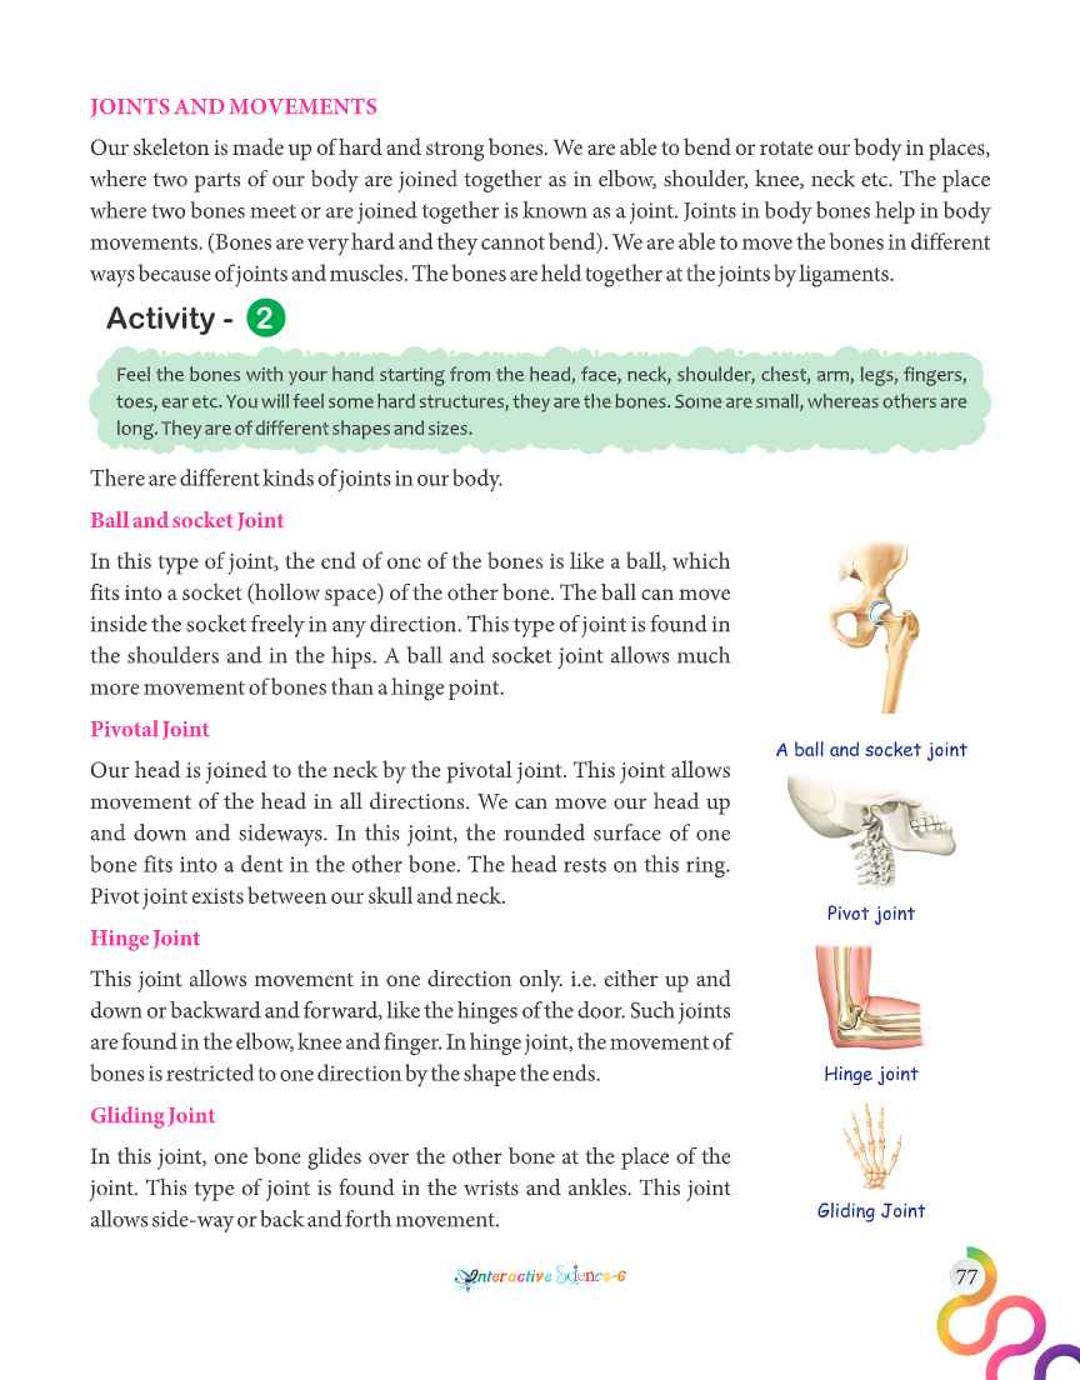 JOINTS AND MOVEMENTS
Our skeleton is made up of hard and strong bones. We are able to bend or rotate our body in places,
where two parts of our body are joined together as in elbow, shoulder, knee, neck etc. The place
where two bones meet or are joined together is known as a joint. Joints in body bones help in body
movements. (Bones are very hard and they cannot bend). We are able to move the bones in different
ways because of joints and muscles. The bones are held together at the joints by ligaments.
Activity - 2
Feel the bones with your hand starting from the head, face, neck, shoulder, chest, arm, legs, fingers,
toes, ear etc. You will feel some hard structures, they are the bones. Some are small, whereas others are
long. They are of different shapes and sizes.
There are different kinds of joints in our body.
Ball and socket Joint
In this type of joint, the end of one of the bones is like a ball, which
fits into a socket (hollow space) of the other bone. The ball can move
inside the socket freely in any direction. This type of joint is found in
the shoulders and in the hips. A ball and socket joint allows much
more movement of bones than a hinge point.
A ball and socket joint
Pivotal Joint
Our head is joined to the neck by the pivotal joint. This joint allows
movement of the head in all directions. We can move our head up
and down and sideways. In this joint, the rounded surface of one
bone fits into a dent in the other bone. The head rests on this ring.
Pivot joint exists between our skull and neck.
Pivot joint
Hinge Joint
This joint allows movement in one direction only. i.e. either up and
down or backward and forward, like the hinges of the door. Such joints
are found in the elbow, knee and finger. In hinge joint, the movement of
bones is restricted to one direction by the shape the ends.
Hinge joint
Gliding Joint
In this joint, one bone glides over the other bone at the place of the
joint. This type of joint is found in the wrists and ankles. This joint
allows side-way or back and forth movement.
Gliding Joint
Interactive Science-6
77